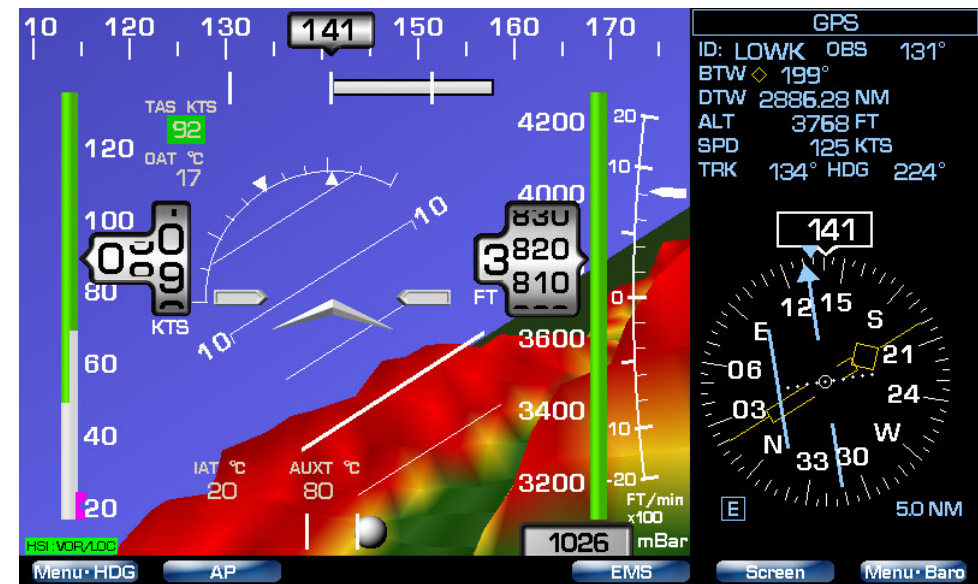 10 120 130 141 150 160 170
TAS KTS
92
OAT °C
17
120
100
80
60
40
20
0
9
KTS
10
10
10
10
4200
4000
3600
3400
3200
3
830
820
810
FT
20
10
0
10
-20
FT/min
x100
IAT °C
20
AUXT °C
80
HSI:VOR/LOC
1026 mBar
Menu·HDG AP EMS Screen Menu·Baro
GPS
ID: LOWK OBS 131°
BTW 199°
DTW 2886.28 NM
ALT 3768 FT
SPD 125 KTS
TRK 134° HDG 224°
141
12 15 S 21 24 W 30 33 N 03 06 E
E
5.0 NM